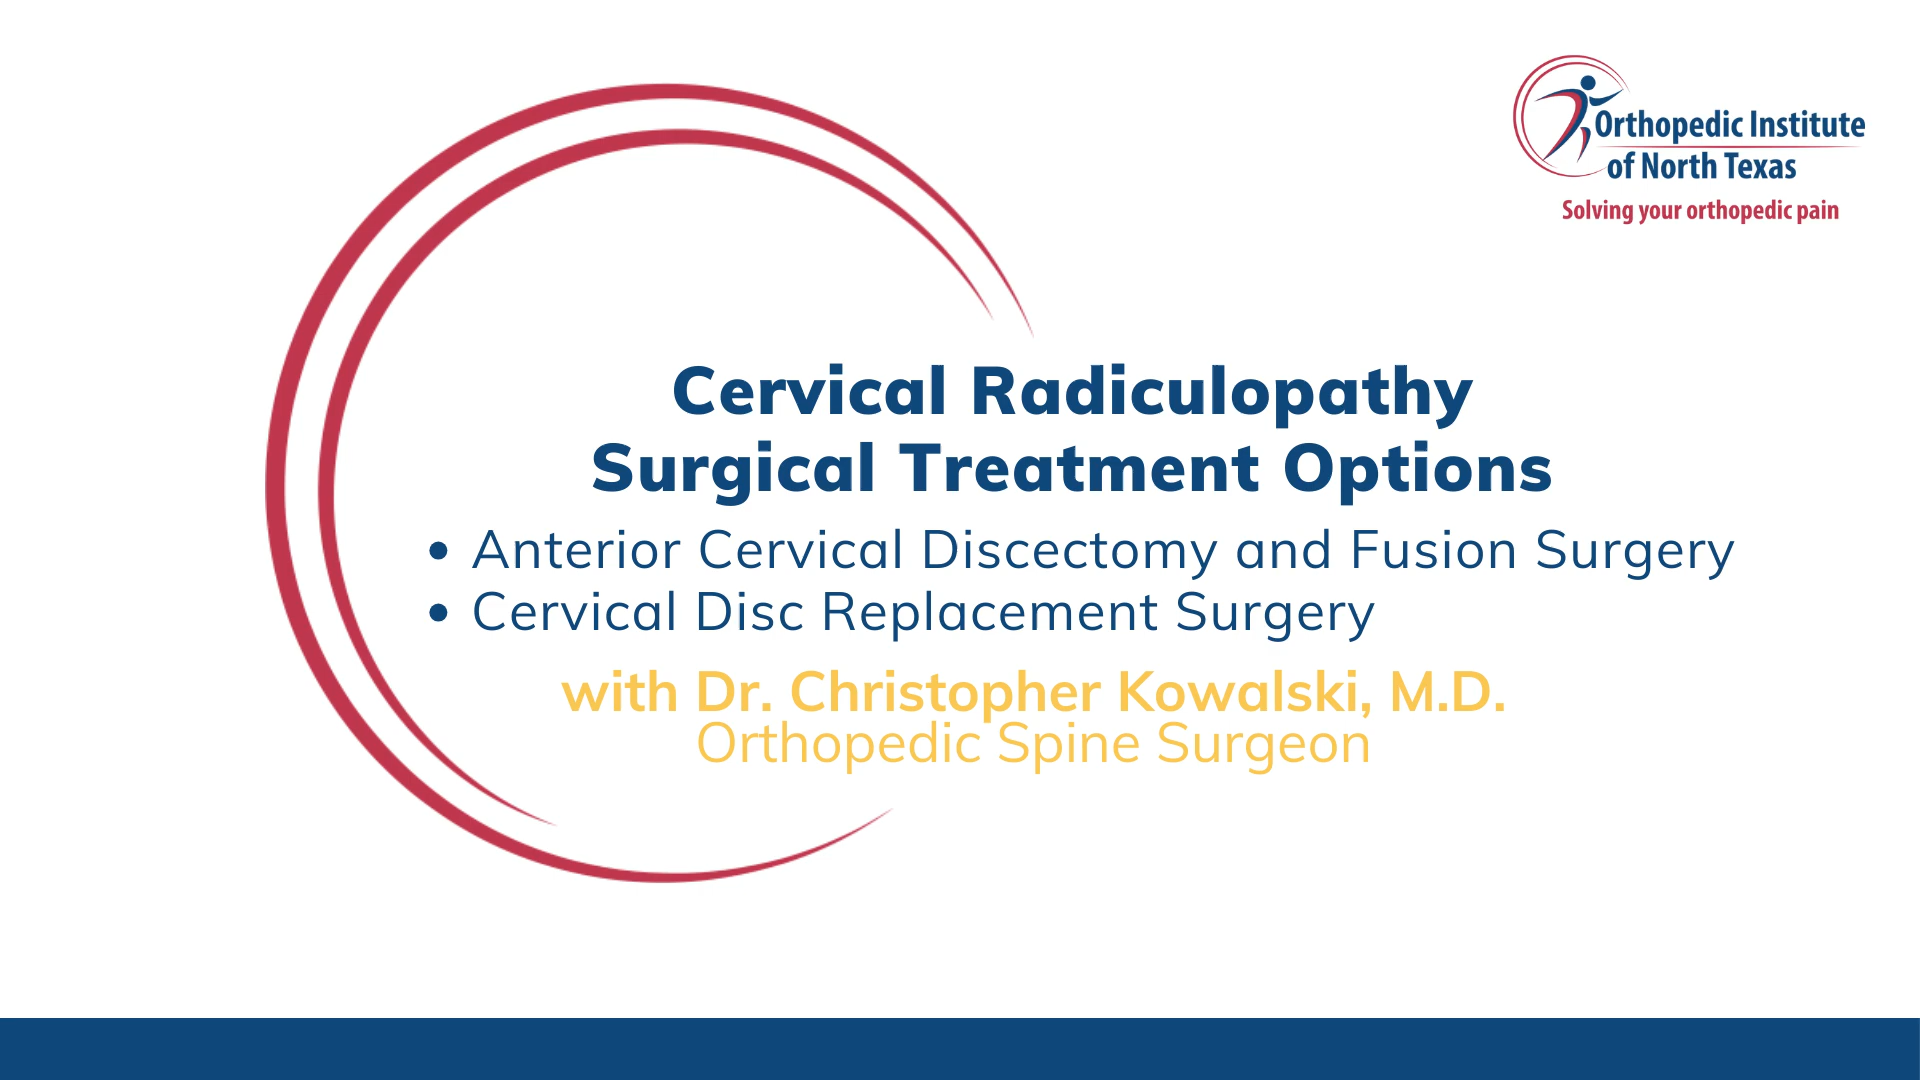 Orthopedic Institute
of North Texas
Solving your orthopedic pain
Cervical Radiculopathy
Surgical Treatment Options
• Anterior Cervical Discectomy and Fusion Surgery
• Cervical Disc Replacement Surgery
with Dr. Christopher Kowalski, M.D.
Orthopedic Spine Surgeon